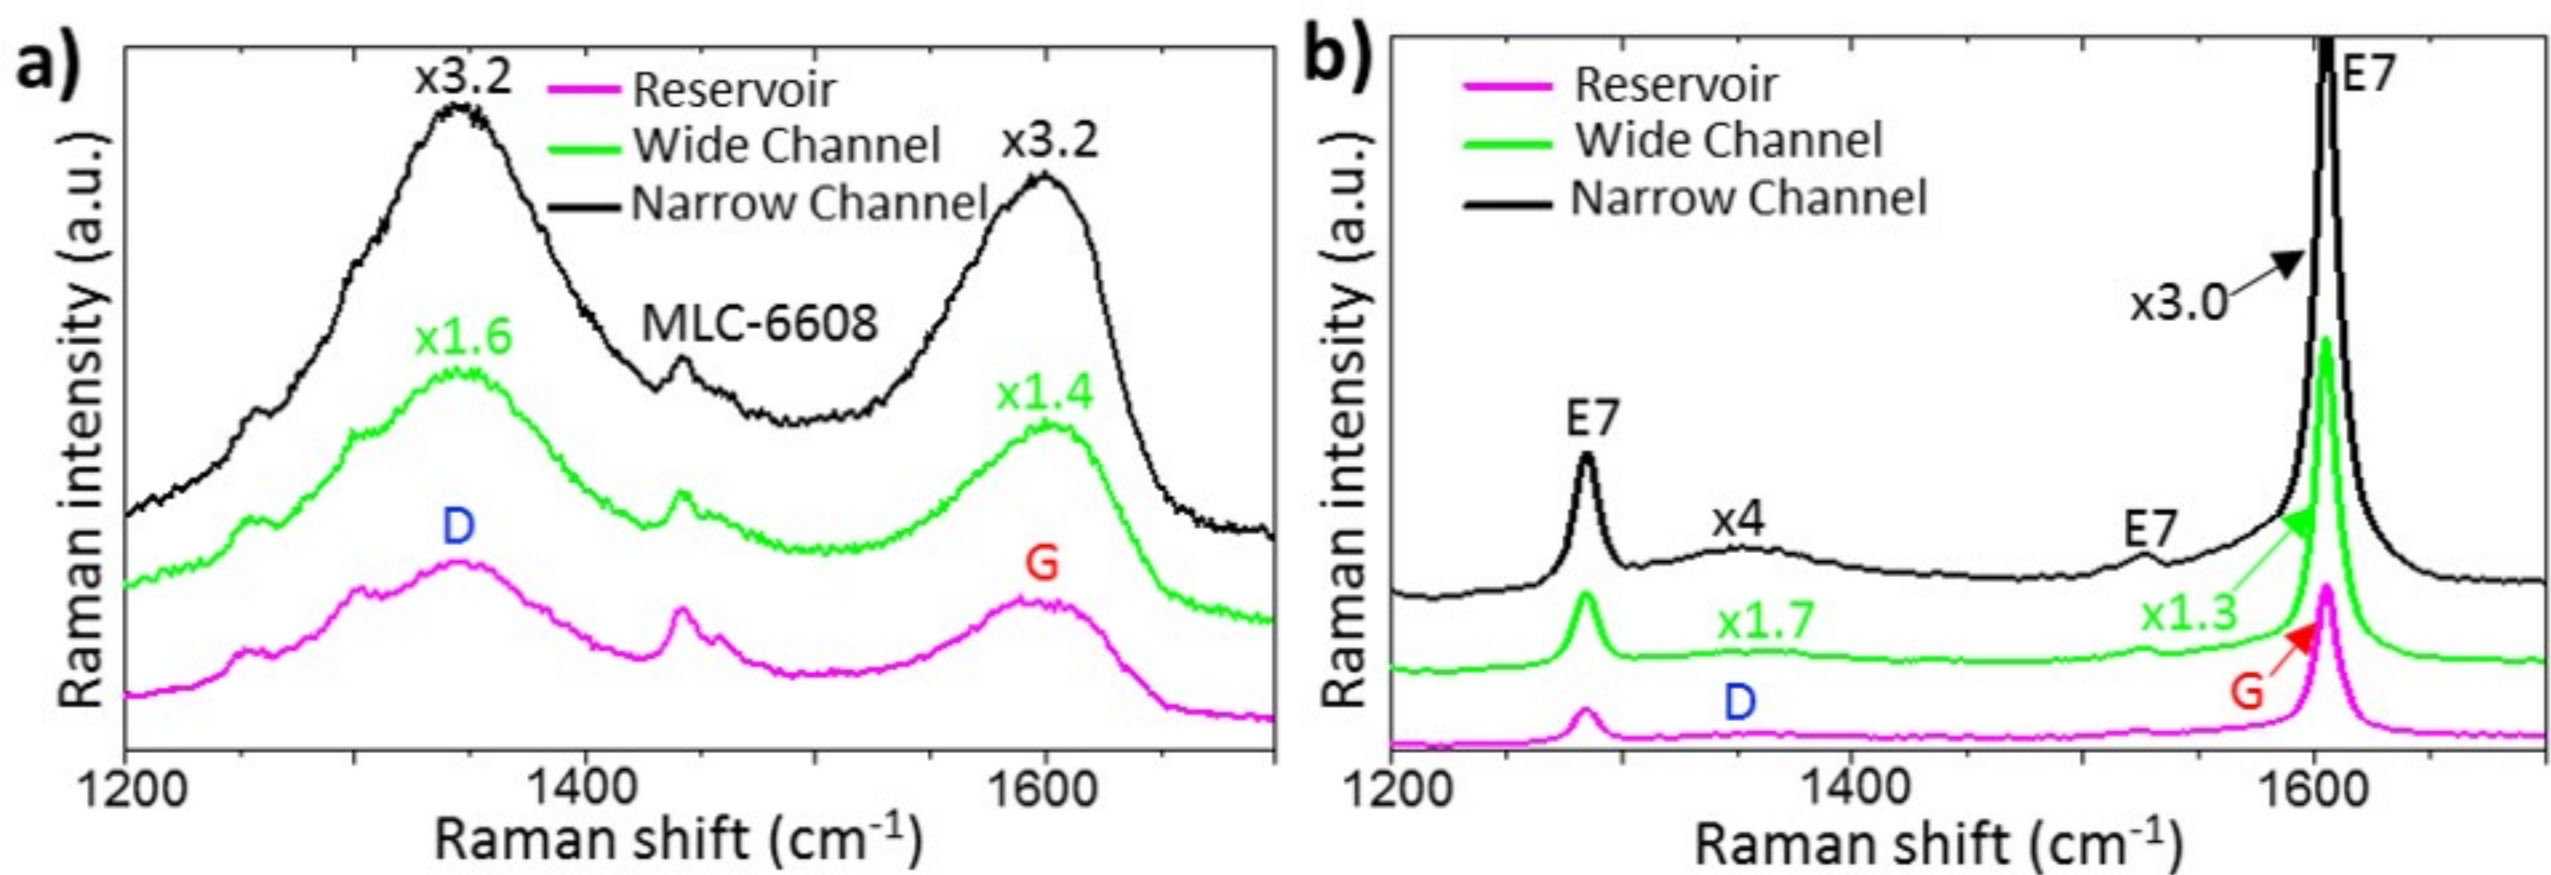 a)
x3.2
Reservoir
Wide Channel
Narrow Channel
x3.2
MLC-6608
x1.6
x1.4
D
G
Raman intensity (a.u.)
1200
1400
1600
Raman shift (cm⁻¹)
b)
Reservoir
Wide Channel
Narrow Channel
E7
x3.0
E7
x4
E7
x1.7
x1.3
D
G
Raman intensity (a.u.)
1200
1400
1600
Raman shift (cm⁻¹)